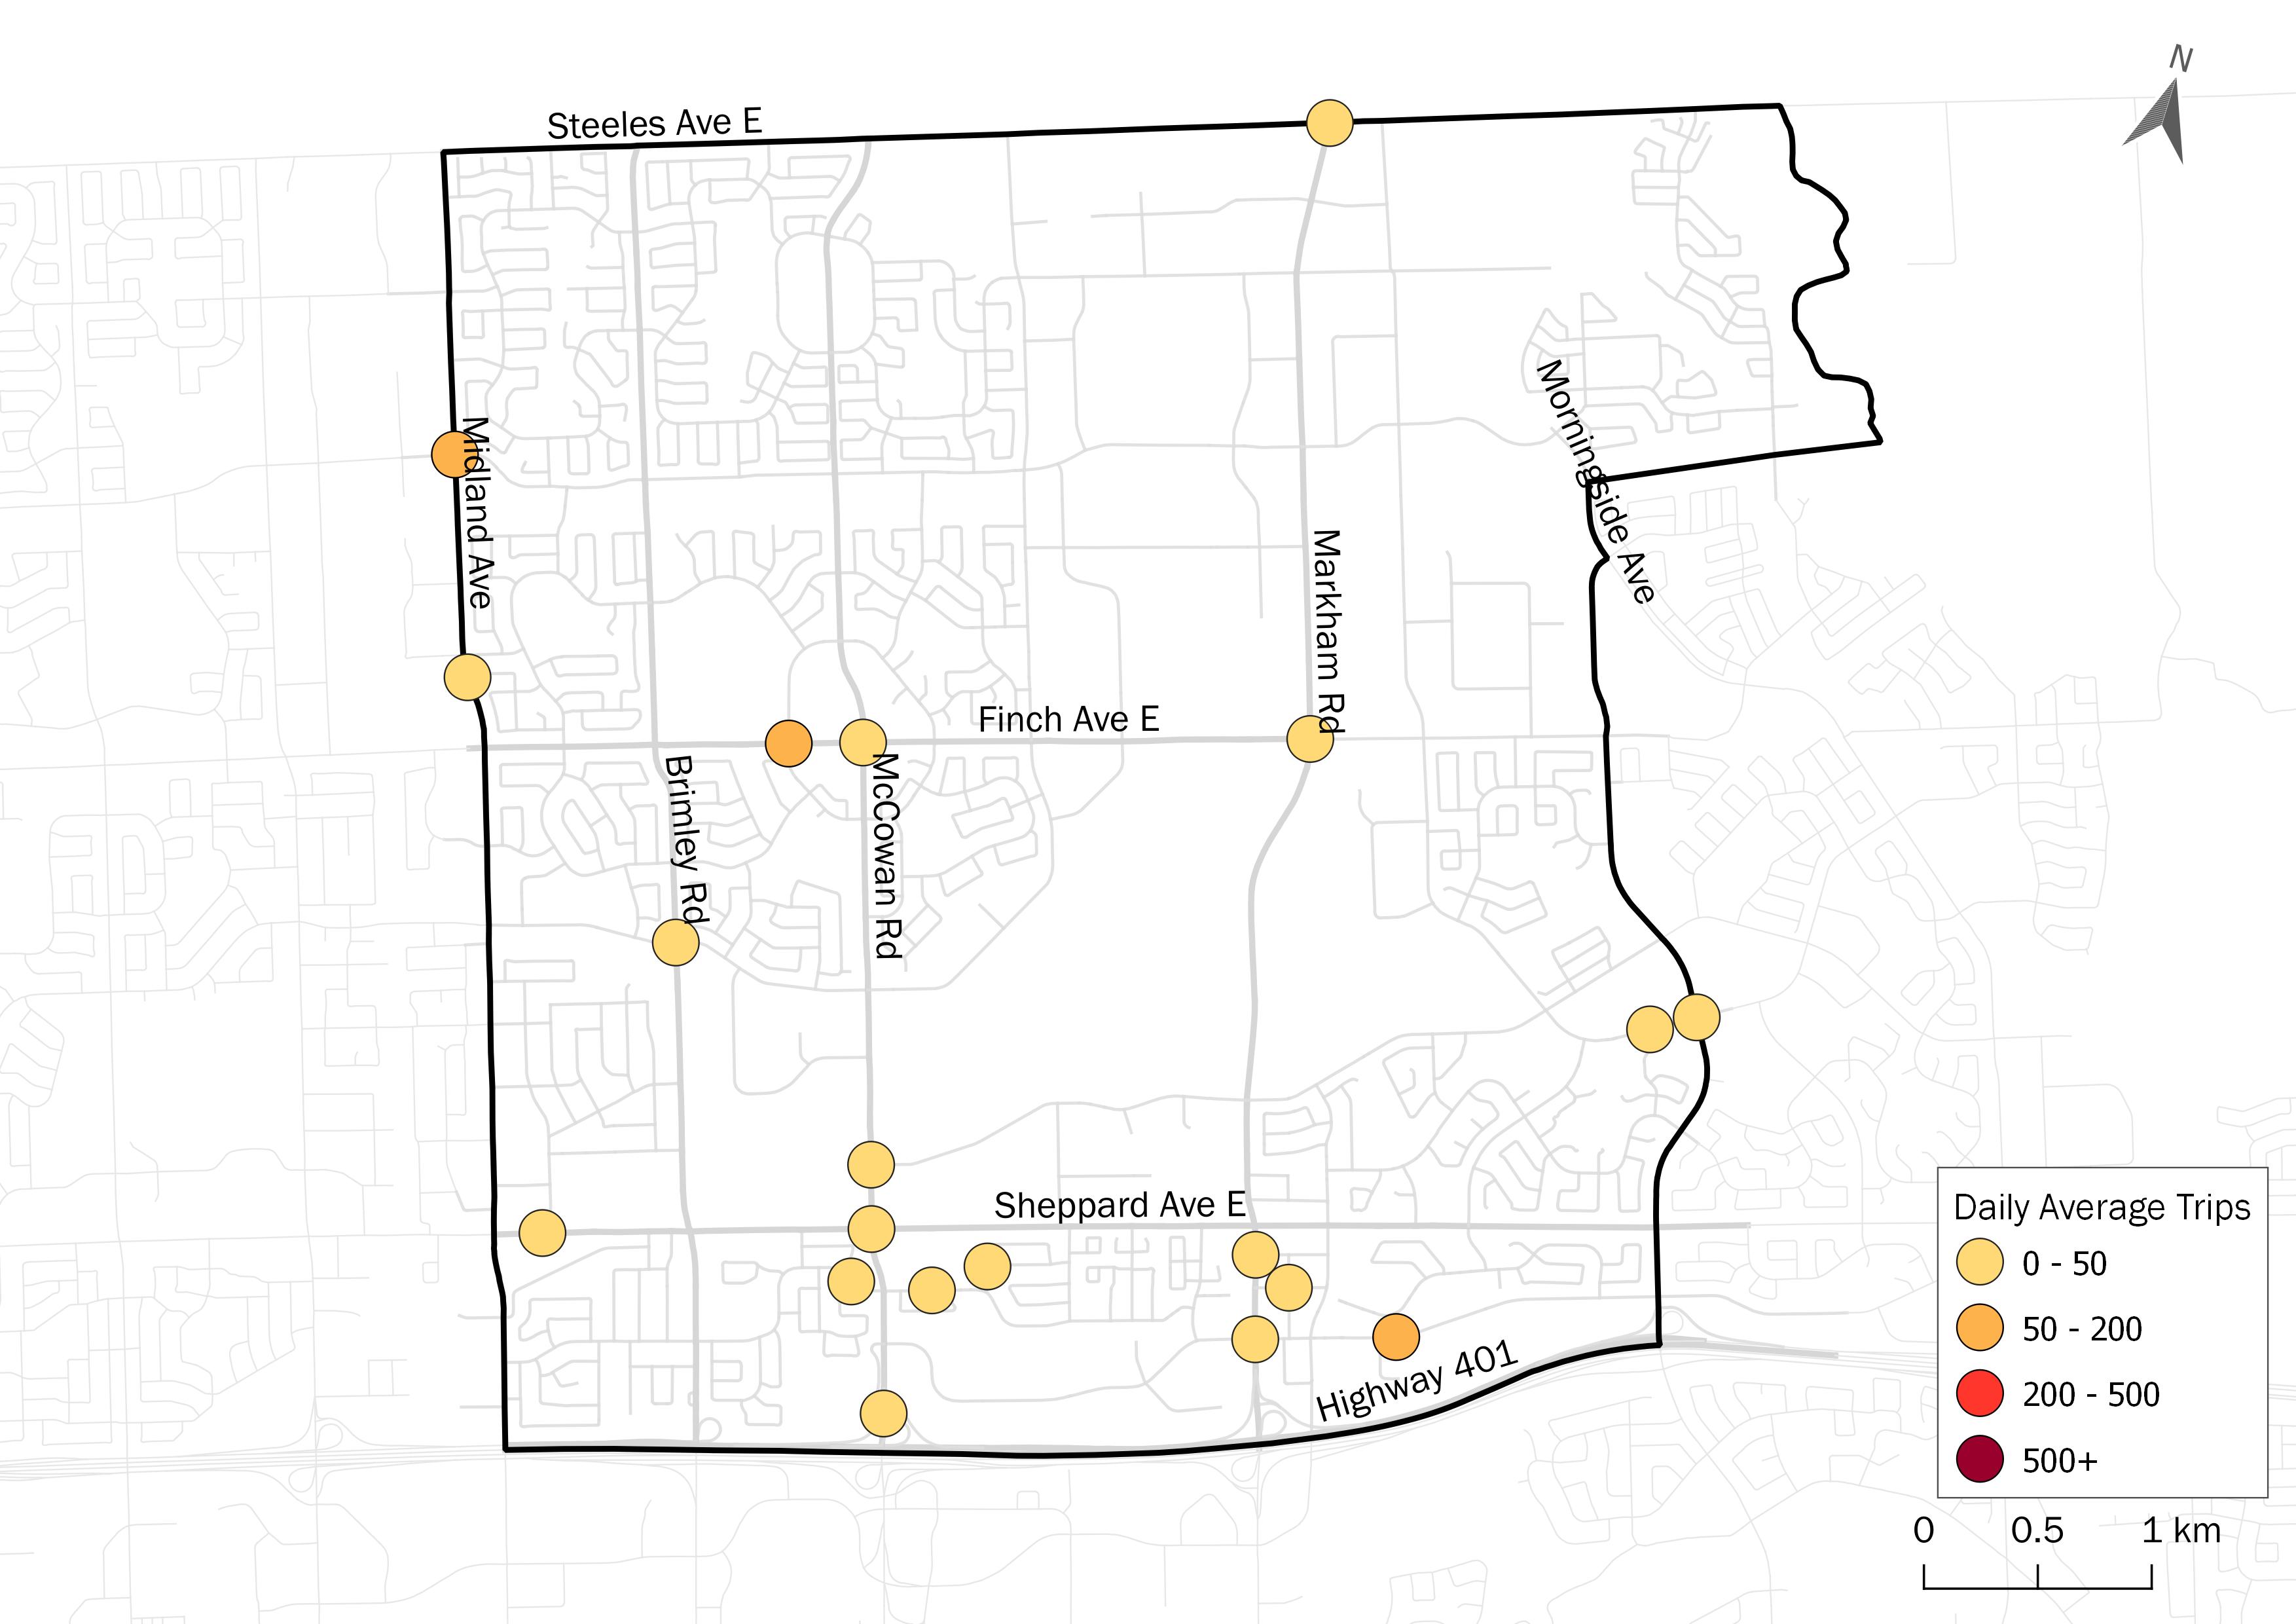 N
Steeles Ave E
Midland Ave
Morningside Ave
Markham Rd
Finch Ave E
Brimley Rd
McCowan Rd
Sheppard Ave E
Highway 401
Daily Average Trips
0 - 50
50 - 200
200 - 500
500+
0 0.5 1 km